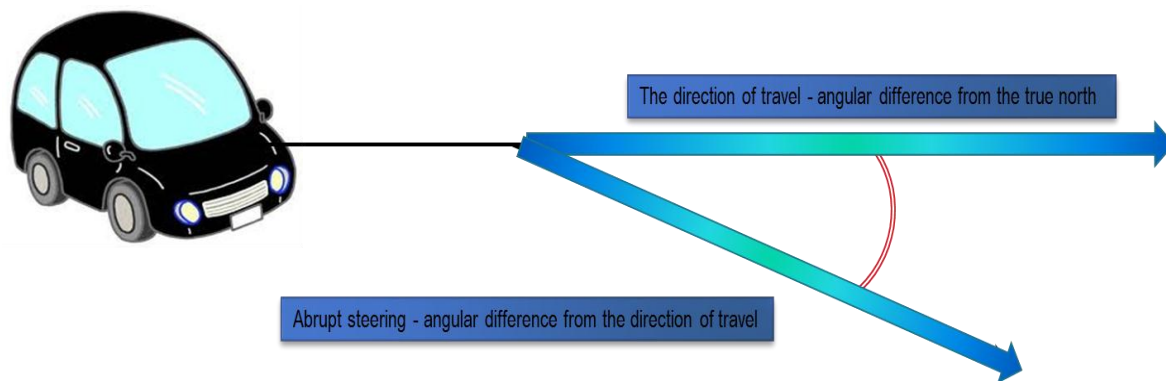 The direction of travel - angular difference from the true north
Abrupt steering - angular difference from the direction of travel